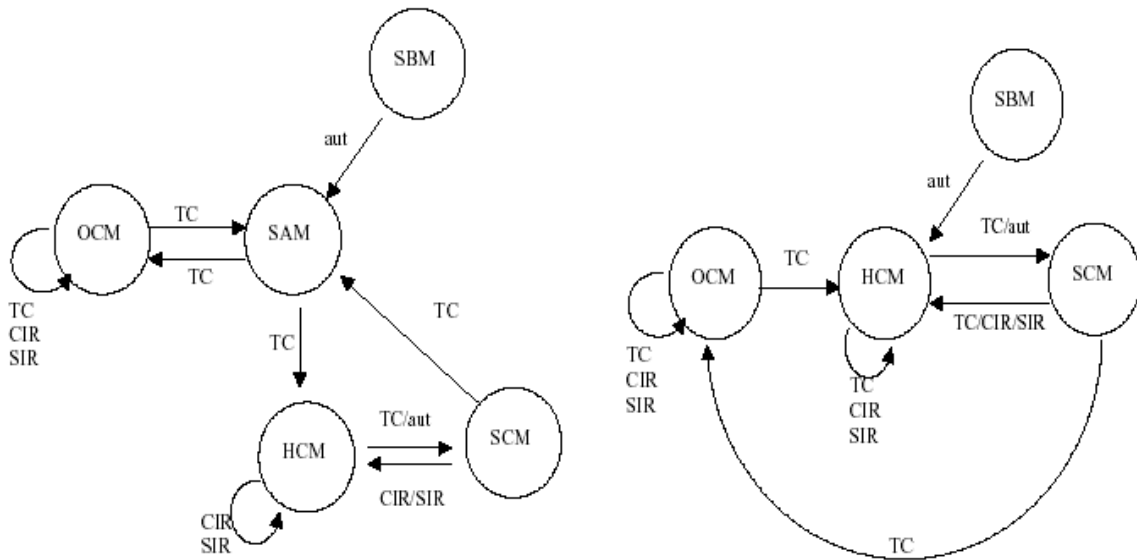 SBM
aut
OCM
TC
SAM
TC
TC
CIR
SIR
TC
TC
HCM
TC/aut
SCM
CIR/SIR
CIR
SIR
SBM
aut
OCM
TC
HCM
TC/aut
SCM
TC/CIR/SIR
TC
CIR
SIR
TC
CIR
SIR
TC